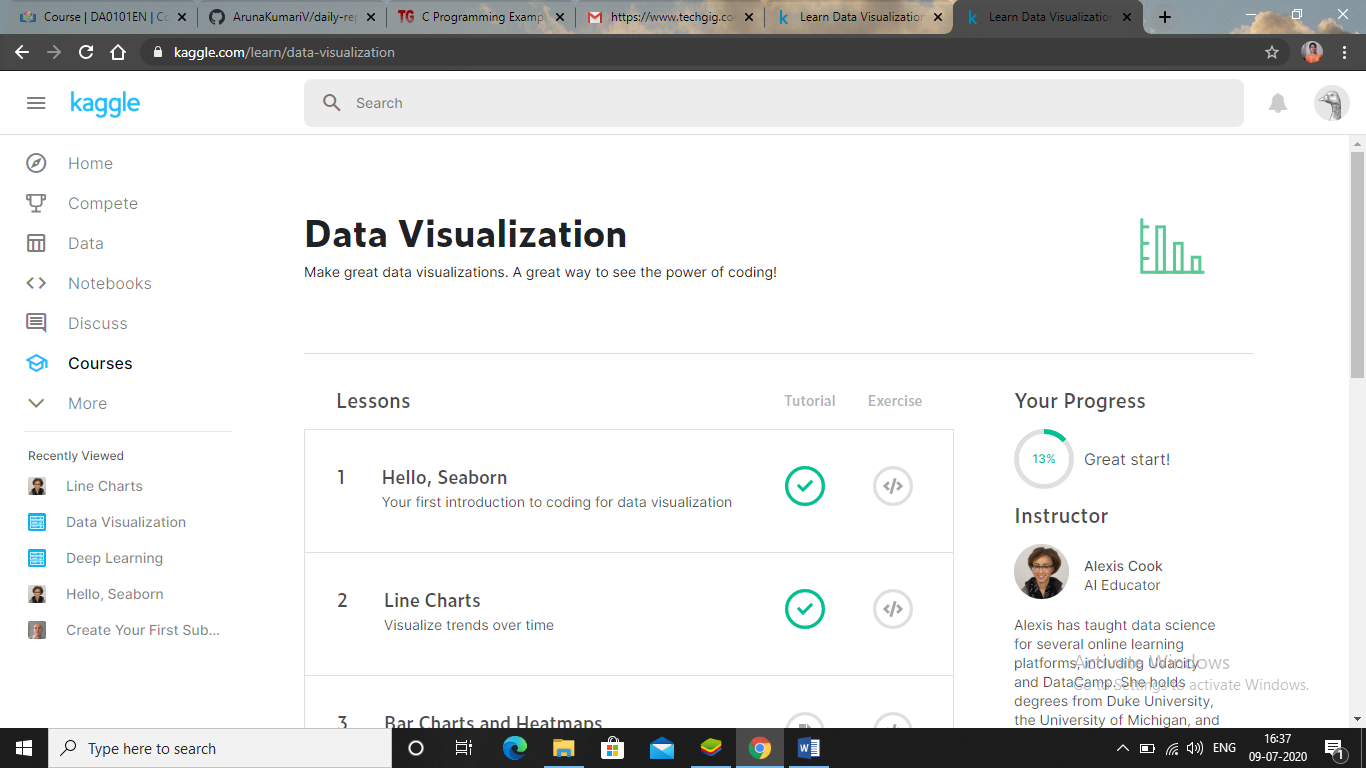 Course | DA0101EN | Co
ArunaKumariV/daily-rep
TG C Programming Examp
https://www.techgig.co
k Learn Data Visualization
k Learn Data Visualization
kaggle.com/learn/data-visualization
kaggle
Search
Home
Compete
Data
Notebooks
Discuss
Courses
More
Recently Viewed
Line Charts
Data Visualization
Deep Learning
Hello, Seaborn
Create Your First Sub...
Data Visualization
Make great data visualizations. A great way to see the power of coding!
Lessons Tutorial Exercise
1 Hello, Seaborn
Your first introduction to coding for data visualization
2 Line Charts
Visualize trends over time
3 Bar Charts and Heatmaps
Your Progress
13% Great start!
Instructor
Alexis Cook
AI Educator
Alexis has taught data science
for several online learning
platforms, including Udacity
and DataCamp. She holds
degrees from Duke University,
the University of Michigan, and
Activate Windows
Go to Settings to activate Windows.
Type here to search
ENG
16:37
09-07-2020
1